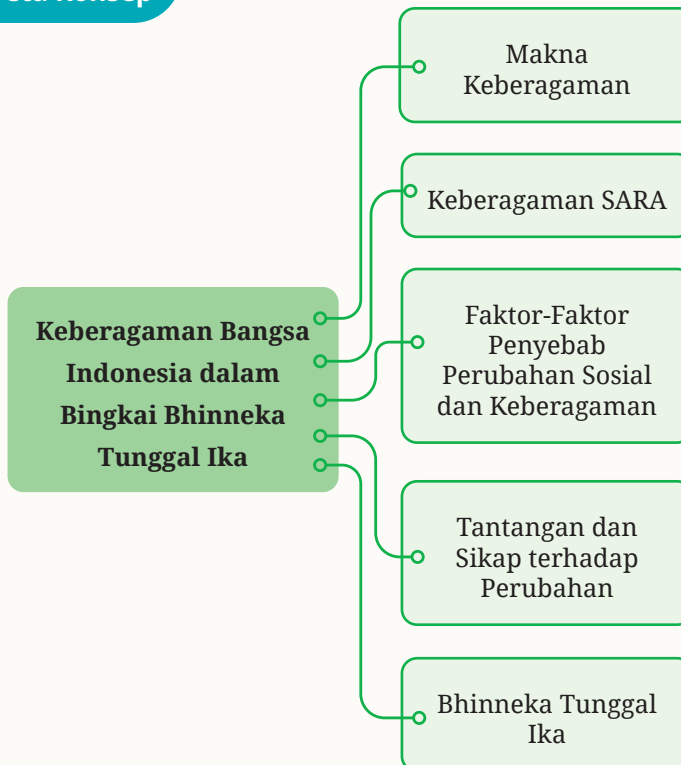 Konsep
Keberagaman Bangsa
Indonesia dalam
Bingkai Bhinneka
Tunggal Ika
Makna
Keberagaman
Keberagaman SARA
Faktor-Faktor
Penyebab
Perubahan Sosial
dan Keberagaman
Tantangan dan
Sikap terhadap
Perubahan
Bhinneka Tunggal
Ika